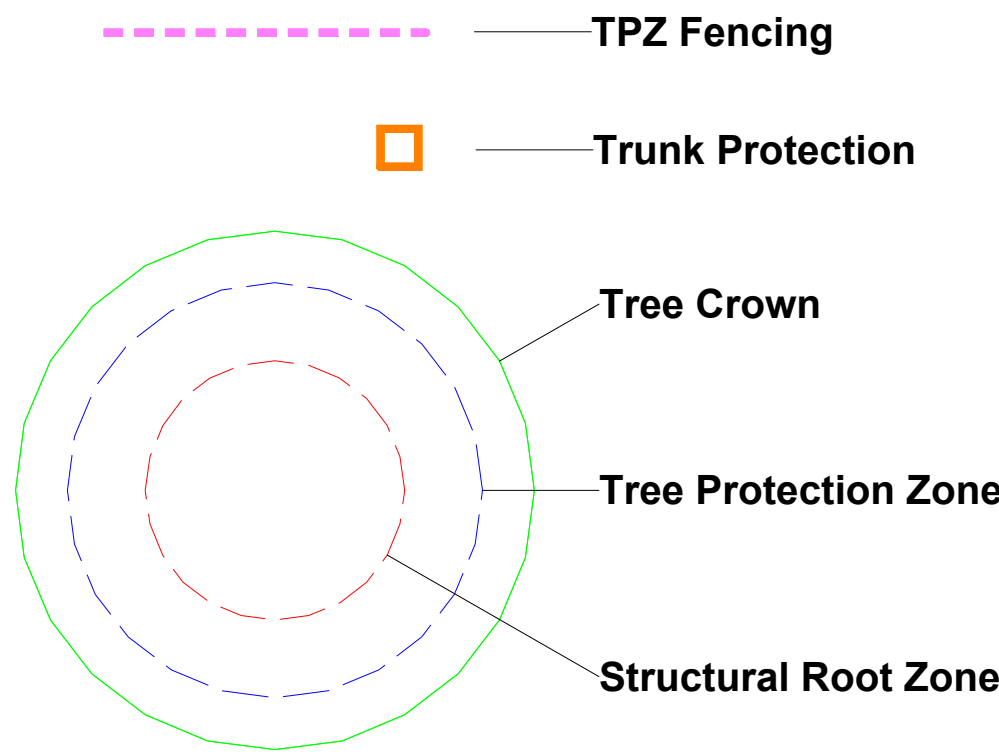 TPZ Fencing
Trunk Protection
Tree Crown
Tree Protection Zone
Structural Root Zone